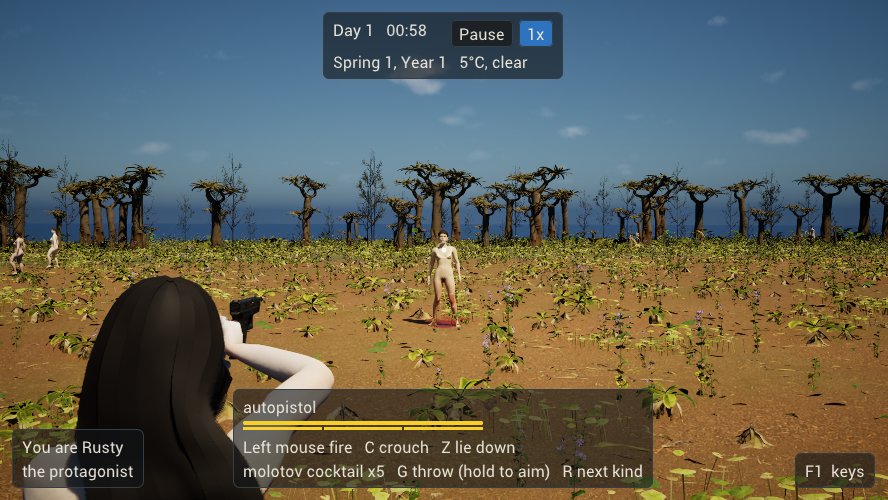 Day 1 00:58 Pause 1x
Spring 1, Year 1 5°C, clear
autopistol
Left mouse fire C crouch Z lie down
molotov cocktail x5 G throw (hold to aim) R next kind
You are Rusty
the protagonist
F1 keys